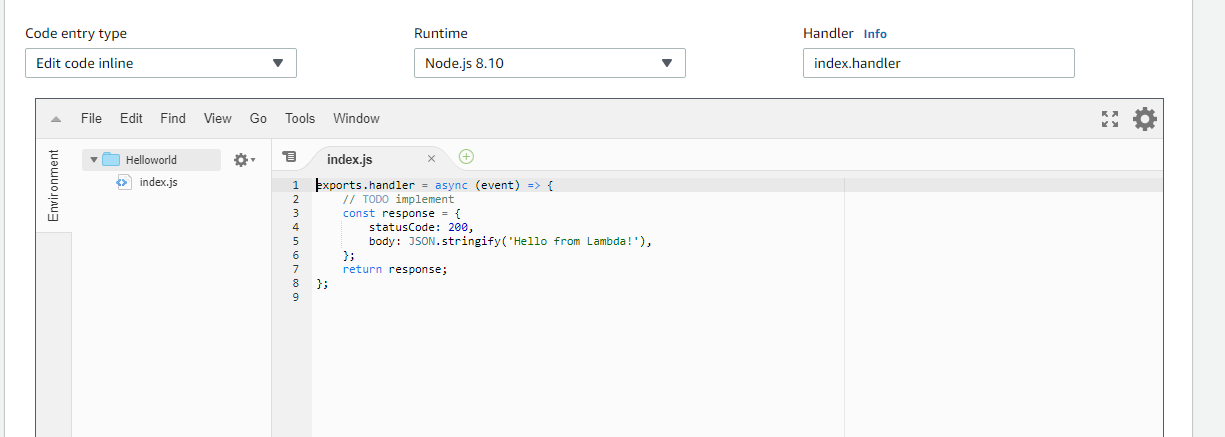 Code entry type
Runtime
Handler Info
Edit code inline
Node.js 8.10
index.handler
File Edit Find View Go Tools Window
Environment
Helloworld
index.js
index.js
1 exports.handler = async (event) => {
2     // TODO implement
3     const response = {
4         statusCode: 200,
5         body: JSON.stringify('Hello from Lambda!'),
6     };
7     return response;
8 };
9